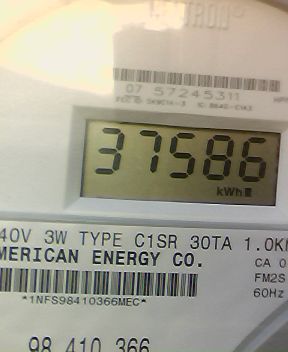 07 57245311
37586
kWh
40V 3W TYPE C1SR 30TA 1.0K
MERICAN ENERGY CO.
CA 0
FM2S
60Hz
*1NFS98410366MEC*
98 410 366